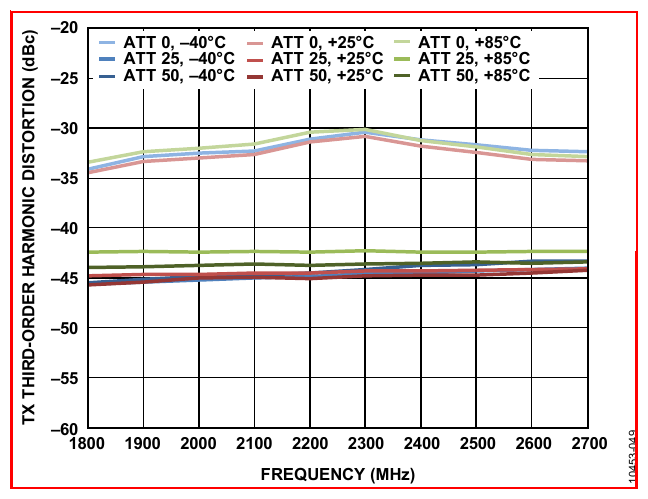 –20
–25
–30
–35
–40
–45
–50
–55
–60
TX THIRD-ORDER HARMONIC DISTORTION (dBc)
ATT 0, –40°C ATT 0, +25°C ATT 0, +85°C
ATT 25, –40°C ATT 25, +25°C ATT 25, +85°C
ATT 50, –40°C ATT 50, +25°C ATT 50, +85°C
1800 1900 2000 2100 2200 2300 2400 2500 2600 2700
FREQUENCY (MHz)
10453-049